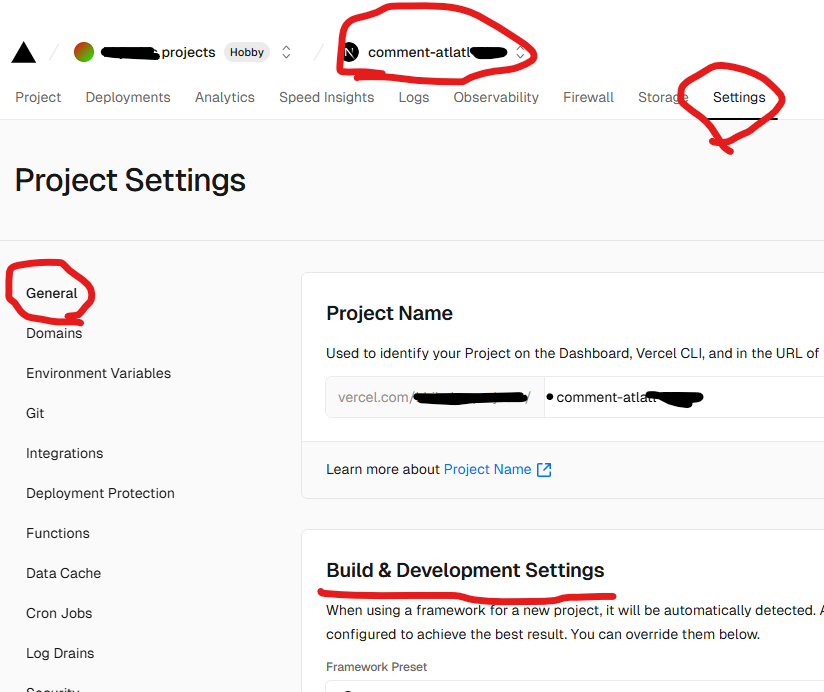 projects Hobby comment-atlatl
Project Deployments Analytics Speed Insights Logs Observability Firewall Storage Settings
Project Settings
General
Domains
Environment Variables
Git
Integrations
Deployment Protection
Functions
Data Cache
Cron Jobs
Log Drains
Security
Project Name
Used to identify your Project on the Dashboard, Vercel CLI, and in the URL of
vercel.com/ comment-atlatl
Learn more about Project Name
Build & Development Settings
When using a framework for a new project, it will be automatically detected. A
configured to achieve the best result. You can override them below.
Framework Preset